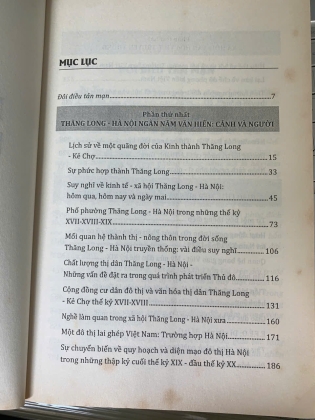 MỤC LỤC
Đôi điều tản mạn.....7
Phần thứ nhất
THĂNG LONG - HÀ NỘI NGÀN NĂM VĂN HIẾN: CẢNH VÀ NGƯỜI
Lịch sử về một quãng đời của Kinh thành Thăng Long
- Kẻ Chợ.....15
Sự phức hợp thành Thăng Long.....33
Suy nghĩ về kinh tế - xã hội Thăng Long - Hà Nội:
hôm qua, hôm nay và ngày mai.....45
Phố phường Thăng Long - Hà Nội trong những thế kỷ
XVII-XVIII-XIX.....73
Mối quan hệ thành thị - nông thôn trong đời sống
Thăng Long - Hà Nội truyền thống: vài điều suy nghĩ.....106
Chất lượng thị dân Thăng Long - Hà Nội -
Những vấn đề đặt ra trong quá trình phát triển Thủ đô.....116
Cộng đồng cư dân đô thị và văn hóa thị dân Thăng Long
- Kẻ Chợ thế kỷ XVII-XVIII.....131
Nghề làm quan trong xã hội Thăng Long - Hà Nội xưa.....160
Một đô thị lai ghép Việt Nam: Trường hợp Hà Nội.....171
Sự chuyển biến về quy hoạch và diện mạo đô thị Hà Nội
trong những thập kỷ cuối thế kỷ XIX - đầu thế kỷ XX.....186